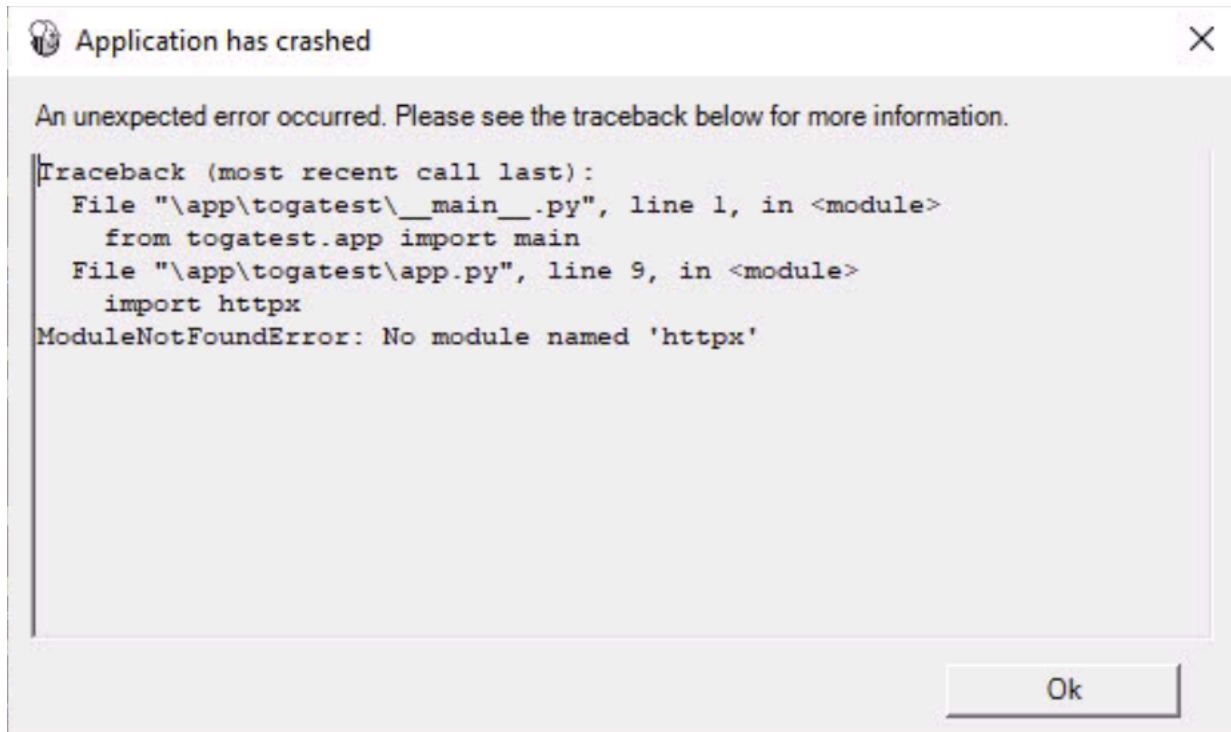 Application has crashed
An unexpected error occurred. Please see the traceback below for more information.
Traceback (most recent call last):
  File "\app\togatest\__main__.py", line 1, in <module>
    from togatest.app import main
  File "\app\togatest\app.py", line 9, in <module>
    import httpx
ModuleNotFoundError: No module named 'httpx'
Ok